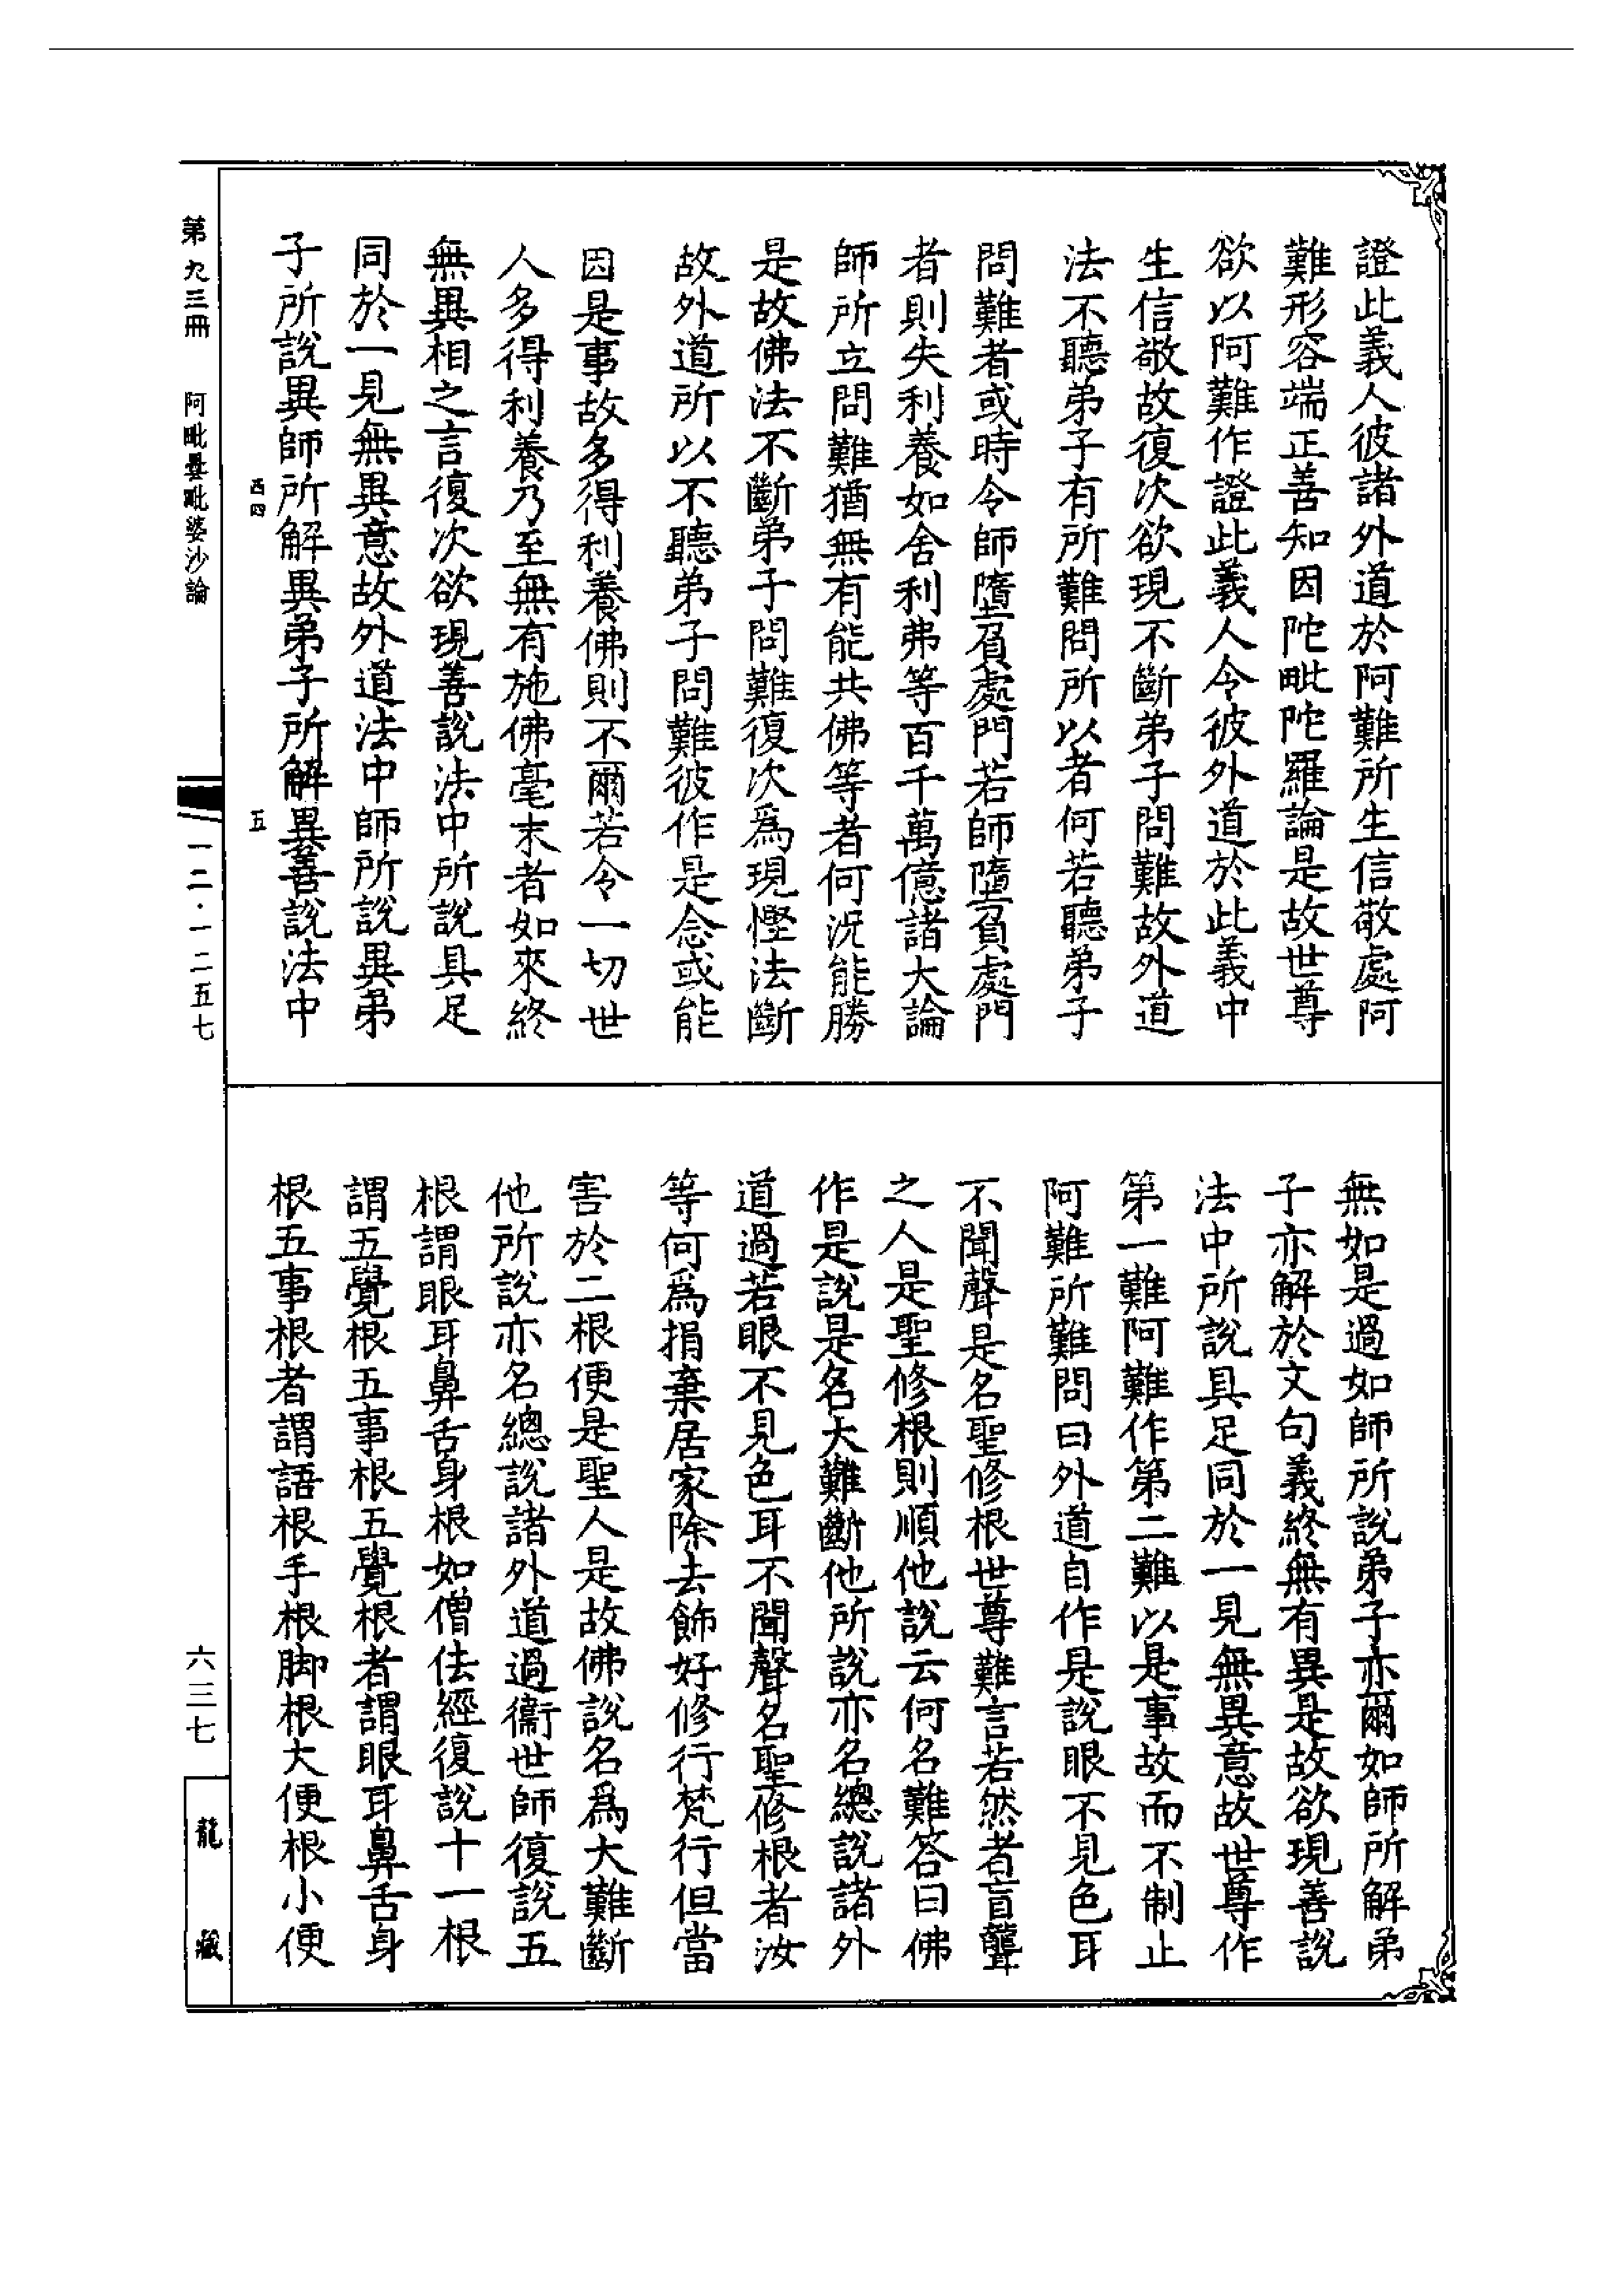 證此義人彼諸外道於阿難所生信敬處阿
難形容端正善知因陀毗陀羅論是故世尊
欲以阿難作證此義人令彼外道於此義中
生信敬故復次欲現不斷弟子問難故外道
法不聽弟子有所難問所以者何若聽弟子
問難者或時令師墮負處門若師墮負處門
者則失利養如舍利弗等百千萬億諸大論
師所立問難猶無有能共佛等者何況能勝
是故佛法不斷弟子問難復次為現慳法斷
故外道所以不聽弟子問難彼作是念或能
因是事故多得利養佛則不爾若令一切世
人多得利養乃至無有施佛毫末者如來終
無異相之言復次欲現善說法中所說具足
同於一見無異意故外道法中師所說異弟
子所說異師所解異弟子所解異善說法中
西四
五
無如是過如師所說弟子亦爾如師所解弟
子亦解於文句義終無有異是故欲現善說
法中所說具足同於一見無異意故世尊作
第一難阿難作第二難以是事故而不制止
阿難所難問曰外道自作是說眼不見色耳
不聞聲是名聖修根世尊難言若然者盲聾
之人是聖修根則順他說云何名難答曰佛
作是說是名大難斷他所說亦名總說諸外
道過若眼不見色耳不聞聲名聖修根者汝
等何為捐棄居家除去飾好修行梵行但當
害於二根便是聖人是故佛說名為大難斷
他所說亦名總說諸外道過衞世師復說五
根謂眼耳鼻舌身根如僧佉經復說十一根
謂五覺根五事根五覺根者謂眼耳鼻舌身
根五事根者謂語根手根脚根大便根小便
第九三冊 阿毗曇毗婆沙論
一二·一二五七
六三七
龍藏